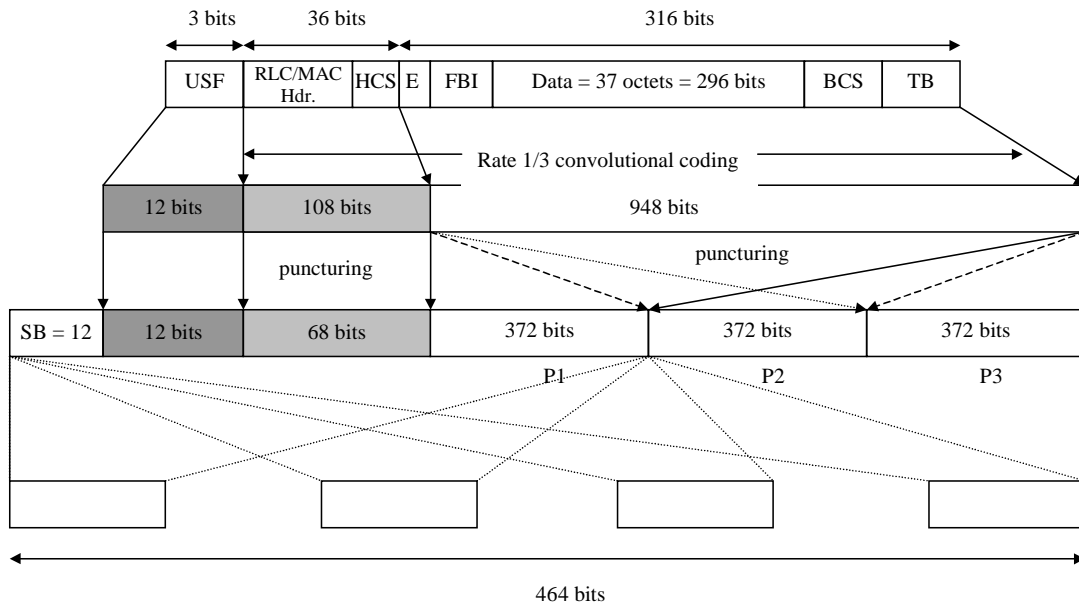 3 bits 36 bits 316 bits
USF RLC/MAC Hdr. HCS E FBI Data = 37 octets = 296 bits BCS TB
Rate 1/3 convolutional coding
12 bits 108 bits 948 bits
puncturing puncturing
SB = 12 12 bits 68 bits 372 bits 372 bits 372 bits
P1 P2 P3
464 bits